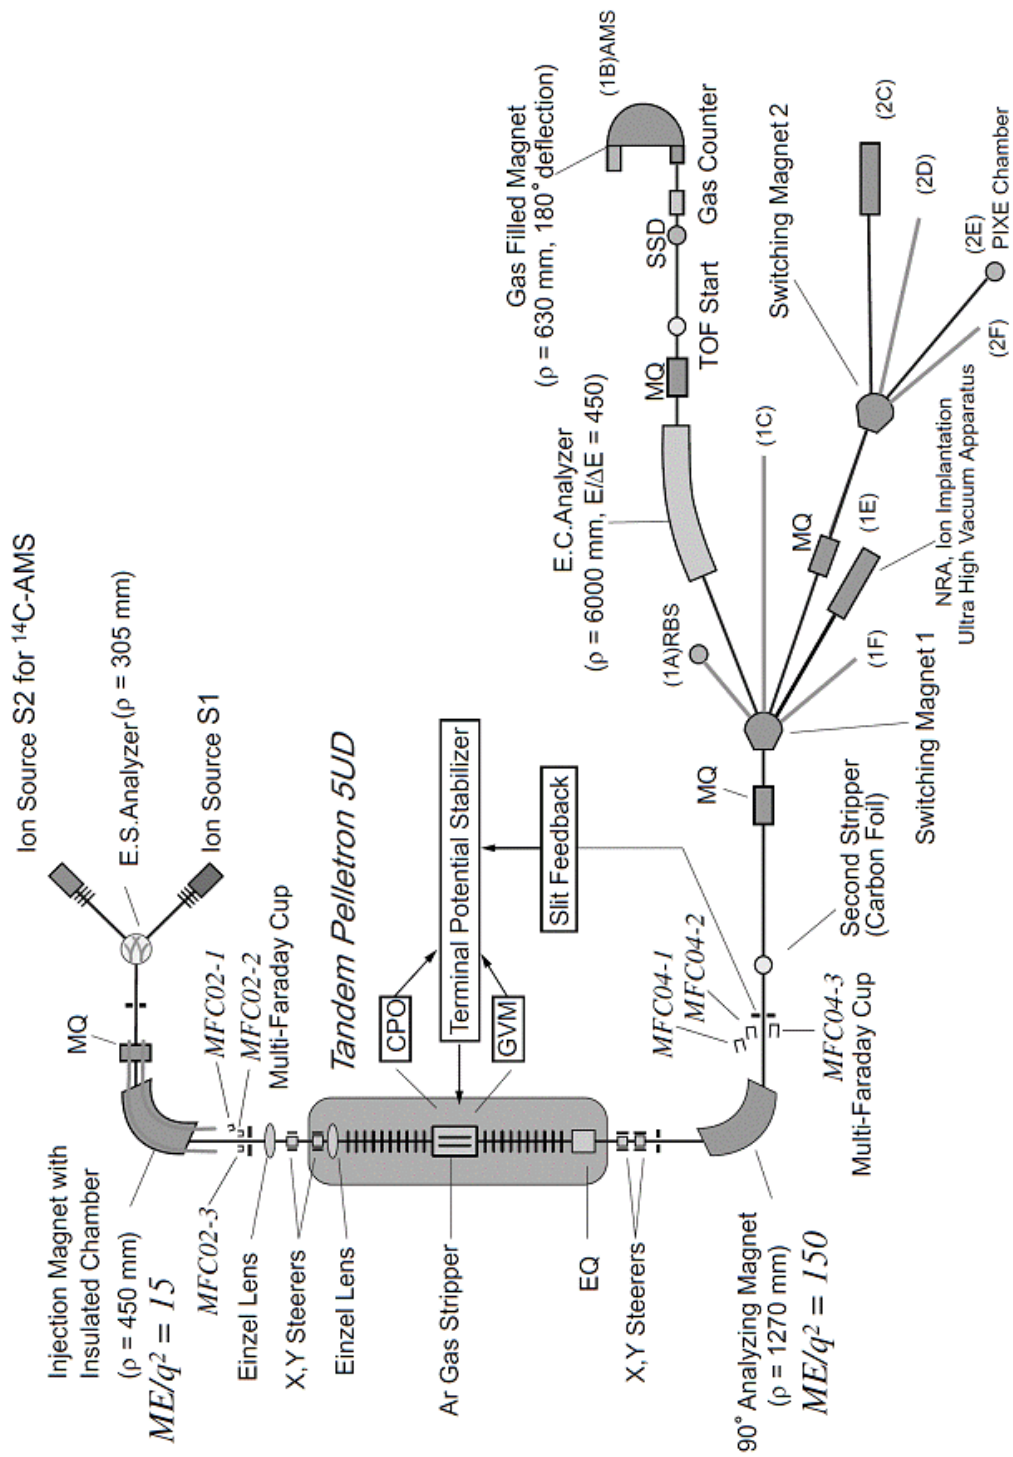 Ion Source S2 for ¹⁴C-AMS
E.S.Analyzer(ρ = 305 mm)
Ion Source S1
MQ
Injection Magnet with
Insulated Chamber
(ρ = 450 mm)
ME/q² = 15
MFC02-1
MFC02-2
Multi-Faraday Cup
MFC02-3
Einzel Lens
X,Y Steerers
Einzel Lens
Tandem Pelletron 5UD
CPO
Terminal Potential Stabilizer
GVM
Slit Feedback
Ar Gas Stripper
EQ
X,Y Steerers
90° Analyzing Magnet
(ρ = 1270 mm)
ME/q² = 150
MFC04-1
MFC04-2
MFC04-3
Multi-Faraday Cup
Second Stripper
(Carbon Foil)
MQ
Switching Magnet 1
(1A)RBS
E.C.Analyzer
(ρ = 6000 mm, E/ΔE = 450)
MQ
TOF Start
SSD
Gas Counter
Gas Filled Magnet
(ρ = 630 mm, 180° deflection)
(1B)AMS
(1C)
MQ
(1E)
NRA, Ion Implantation
Ultra High Vacuum Apparatus
(1F)
Switching Magnet 2
(2C)
(2D)
(2E)
PIXE Chamber
(2F)